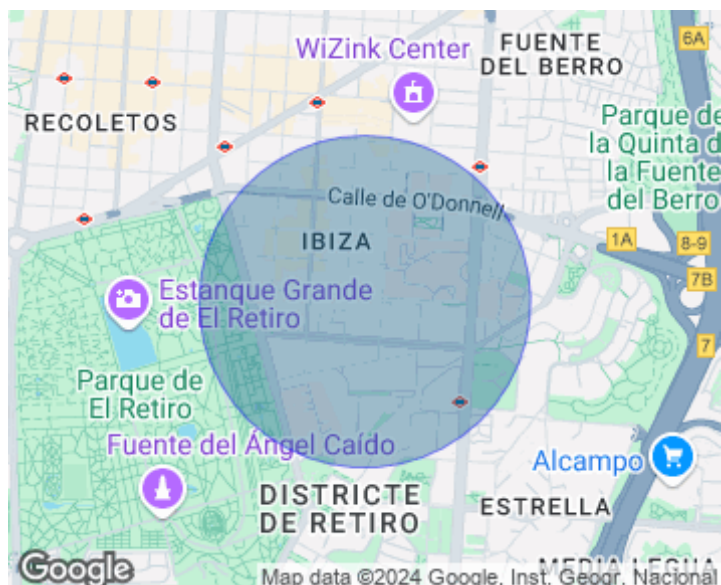 WiZink Center
FUENTE
DEL BERRO
6A
RECOLETOS
Parque de
la Quinta d
la Fuente
del Berro
Calle de O'Donnell
IBIZA
1A
8-9
7B
Estanque Grande
de El Retiro
7
Parque de
El Retiro
Fuente del Ángel Caído
Alcampo
DISTRICTE
DE RETIRO
ESTRELLA
MEDIA LEGUA
Google
Map data ©2024 Google, Inst. Geogr. Nacional